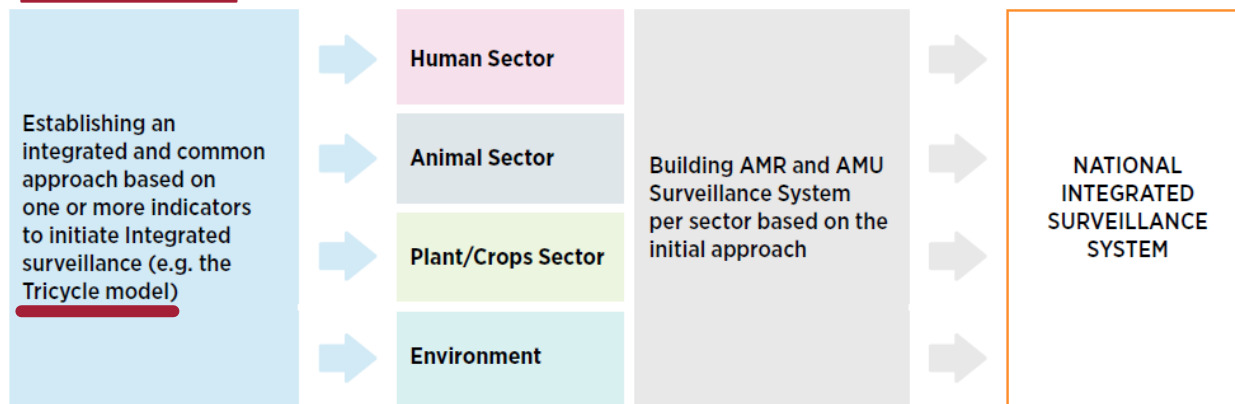 Establishing an
integrated and common
approach based on
one or more indicators
to initiate Integrated
surveillance (e.g. the
Tricycle model)
Human Sector
Animal Sector
Plant/Crops Sector
Environment
Building AMR and AMU
Surveillance System
per sector based on the
initial approach
NATIONAL
INTEGRATED
SURVEILLANCE
SYSTEM